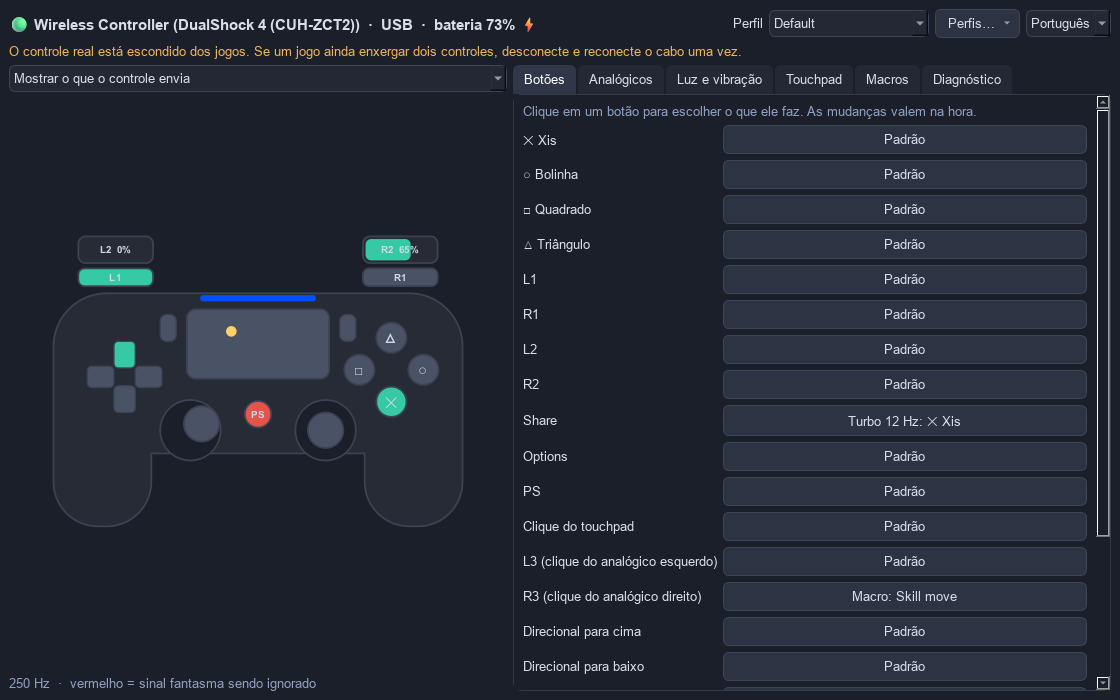 Wireless Controller (DualShock 4 (CUH-ZCT2)) · USB · bateria 73%
Perfil Default Perfis… Português
O controle real está escondido dos jogos. Se um jogo ainda enxergar dois controles, desconecte e reconecte o cabo uma vez.
Mostrar o que o controle envia
Botões Analógicos Luz e vibração Touchpad Macros Diagnóstico
Clique em um botão para escolher o que ele faz. As mudanças valem na hora.
✕ Xis Padrão
○ Bolinha Padrão
□ Quadrado Padrão
△ Triângulo Padrão
L1 Padrão
R1 Padrão
L2 Padrão
R2 Padrão
Share Turbo 12 Hz: ✕ Xis
Options Padrão
PS Padrão
Clique do touchpad Padrão
L3 (clique do analógico esquerdo) Padrão
R3 (clique do analógico direito) Macro: Skill move
Direcional para cima Padrão
Direcional para baixo Padrão
L2 0%
R2 65%
L1
R1
△
□
○
✕
PS
250 Hz · vermelho = sinal fantasma sendo ignorado